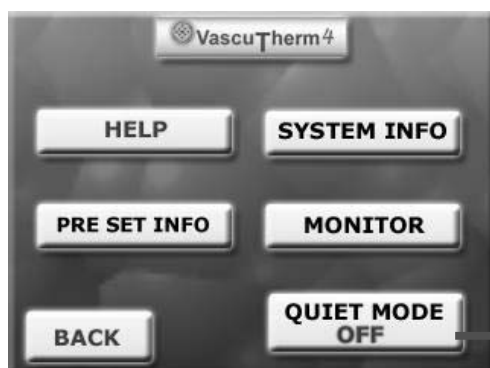 VascuTherm4
HELP
SYSTEM INFO
PRE SET INFO
MONITOR
BACK
QUIET MODE
OFF